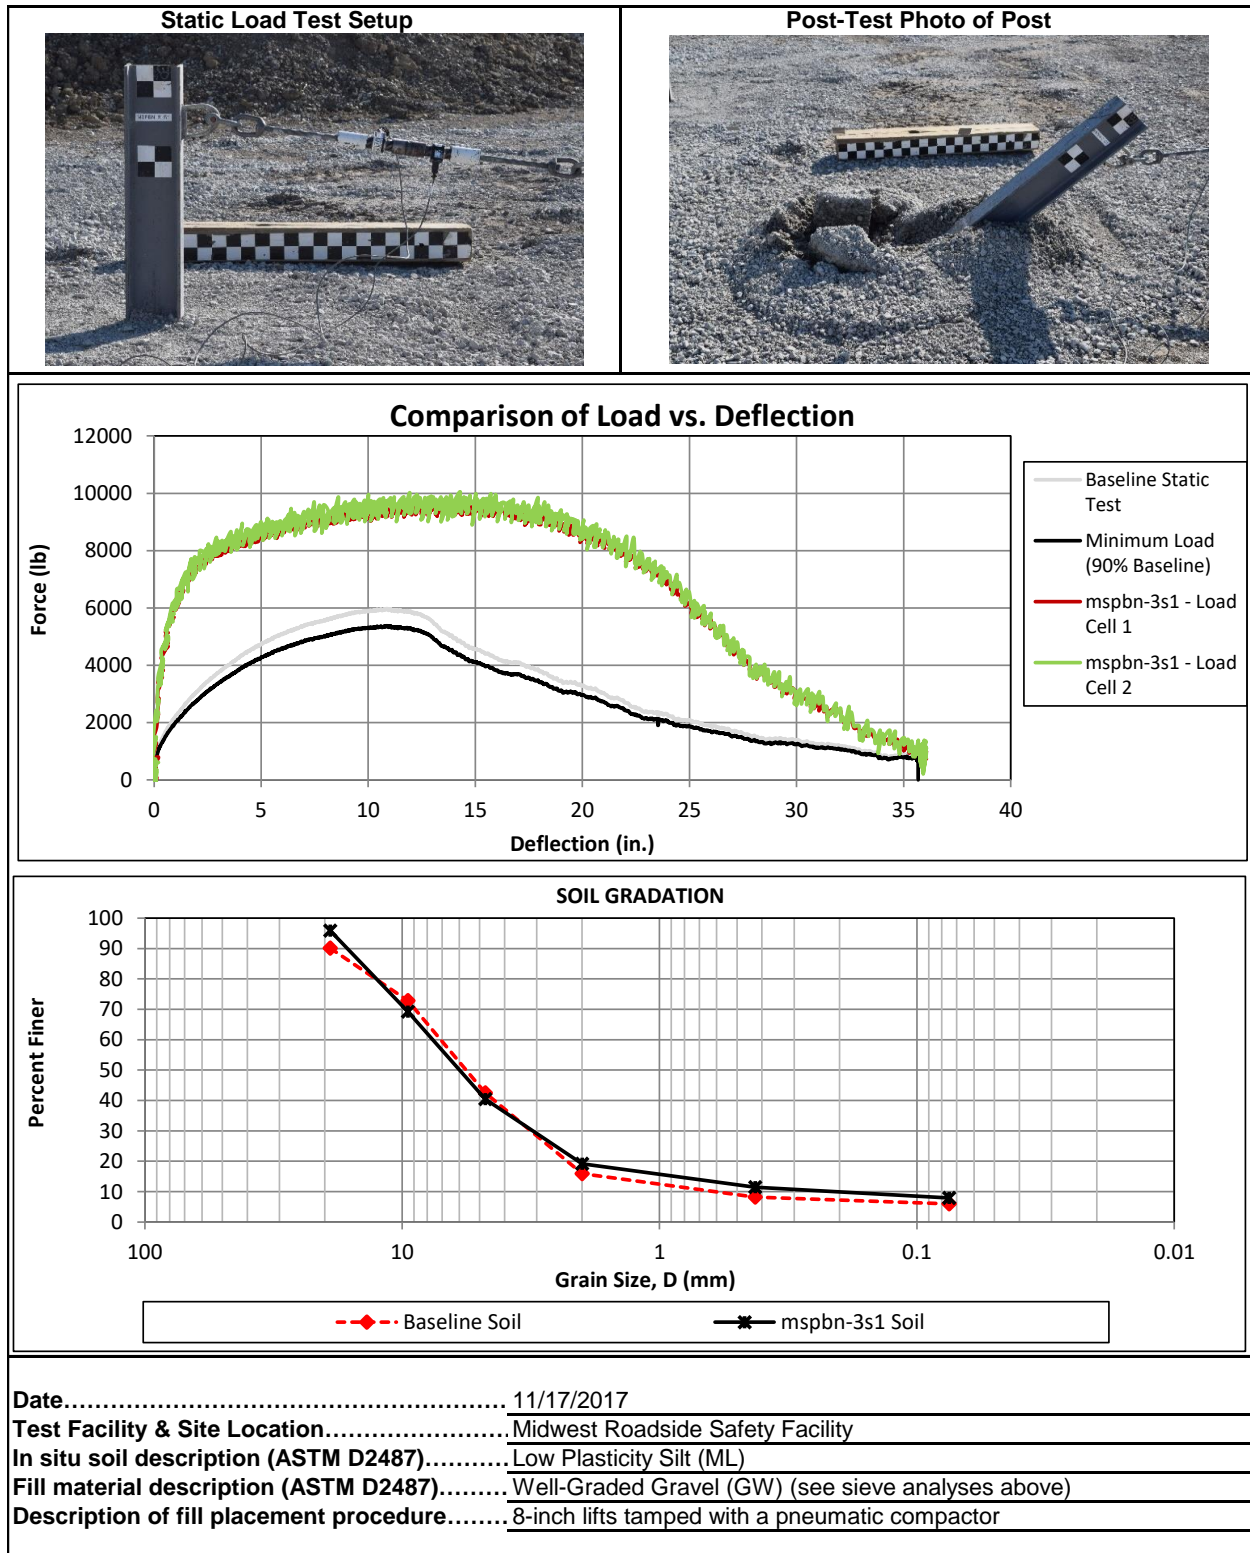 Static Load Test Setup
Post-Test Photo of Post
Comparison of Load vs. Deflection
12000
10000
8000
6000
4000
2000
0
Force (lb)
0 5 10 15 20 25 30 35 40
Deflection (in.)
Baseline Static
Test
Minimum Load
(90% Baseline)
mspbn-3s1 - Load
Cell 1
mspbn-3s1 - Load
Cell 2
SOIL GRADATION
100
90
80
70
60
50
40
30
20
10
0
Percent Finer
100 10 1 0.1 0.01
Grain Size, D (mm)
Baseline Soil
mspbn-3s1 Soil
Date.................................................... 11/17/2017
Test Facility & Site Location........................ Midwest Roadside Safety Facility
In situ soil description (ASTM D2487)........... Low Plasticity Silt (ML)
Fill material description (ASTM D2487)......... Well-Graded Gravel (GW) (see sieve analyses above)
Description of fill placement procedure........ 8-inch lifts tamped with a pneumatic compactor